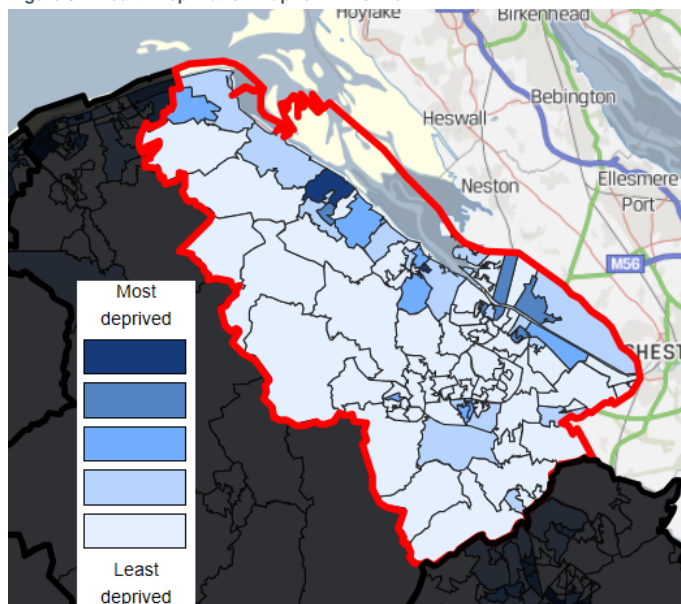 Hoylake
Birkenhead
Bebington
Heswall
Neston
Ellesmere
Port
M56
CHEST
Most
deprived
Least
deprived